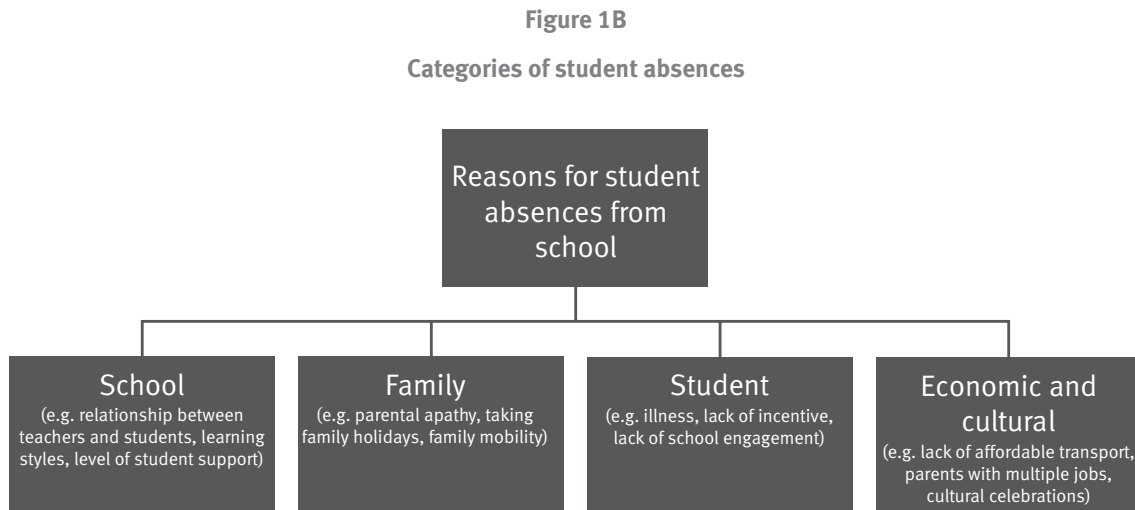 Figure 1B
Categories of student absences
Reasons for student
absences from
school
School
(e.g. relationship between
teachers and students, learning
styles, level of student support)
Family
(e.g. parental apathy, taking
family holidays, family mobility)
Student
(e.g. illness, lack of incentive,
lack of school engagement)
Economic and
cultural
(e.g. lack of affordable transport,
parents with multiple jobs,
cultural celebrations)